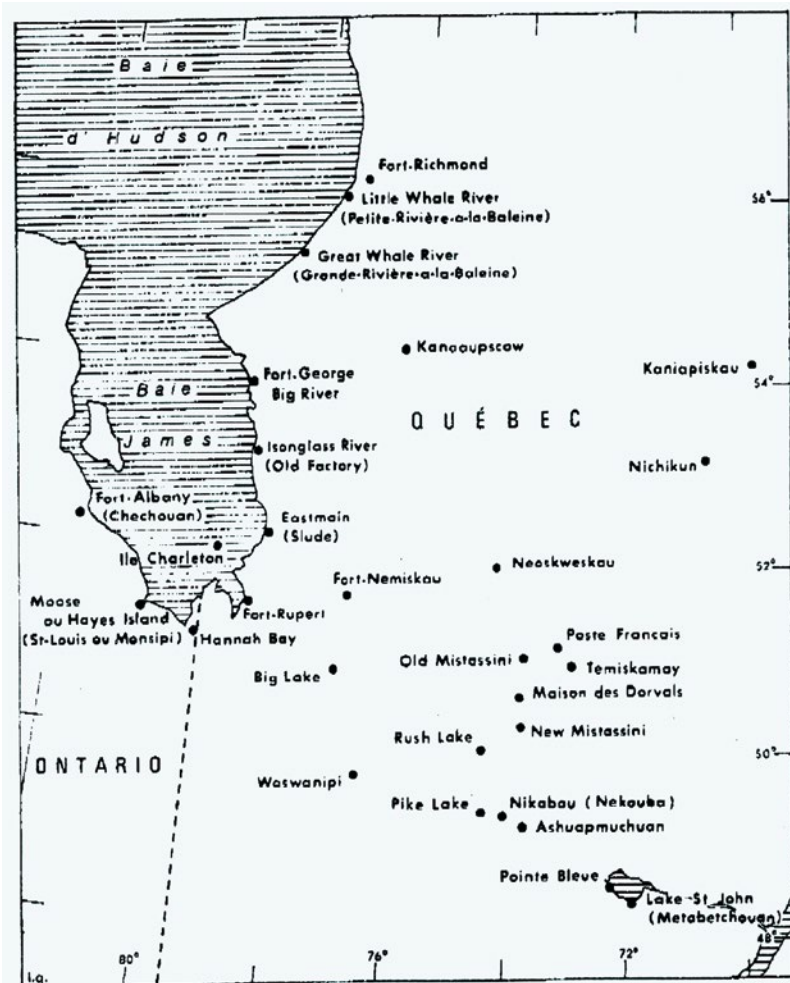 Baie
d'Hudson
Fort-Richmond
Little Whale River
(Petite-Rivière-a-la-Baleine)
58°
Great Whale River
(Grande-Rivière-a-la-Baleine)
Kanaaupscow
Kaniapiskau
Fort-George
Big River
54°
Baie
James
QUÉBEC
Isonglass River
(Old Factory)
Nichikun
Fort-Albany
(Chechouan)
Eastmain
(Slude)
Ile Charleton
Neoskweskau
52°
Fort-Nemiskau
Moose
ou Hayes Island
(St-Louis ou Monsipi)
Fort-Rupert
Hannah Bay
Poste Francais
Old Mistassini
Temiskamay
Big Lake
Maison des Dorvals
New Mistassini
Rush Lake
50°
ONTARIO
Waswanipi
Pike Lake
Nikabau (Nekouba)
Ashuapmuchuan
Pointe Bleue
Lake-St John
(Metabetchouan)
48°
80°
76°
72°
l.g.